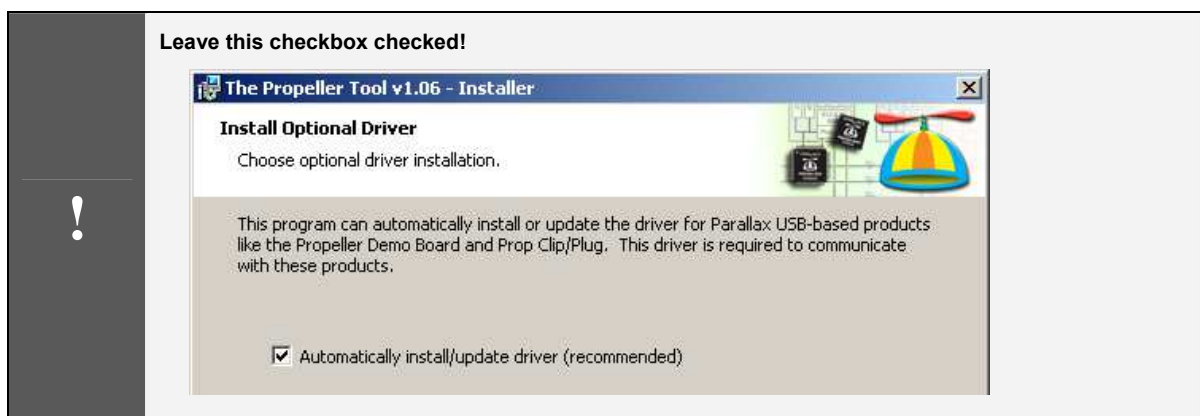 Leave this checkbox checked!
The Propeller Tool v1.06 - Installer
Install Optional Driver
Choose optional driver installation.
!
This program can automatically install or update the driver for Parallax USB-based products
like the Propeller Demo Board and Prop Clip/Plug. This driver is required to communicate
with these products.
Automatically install/update driver (recommended)